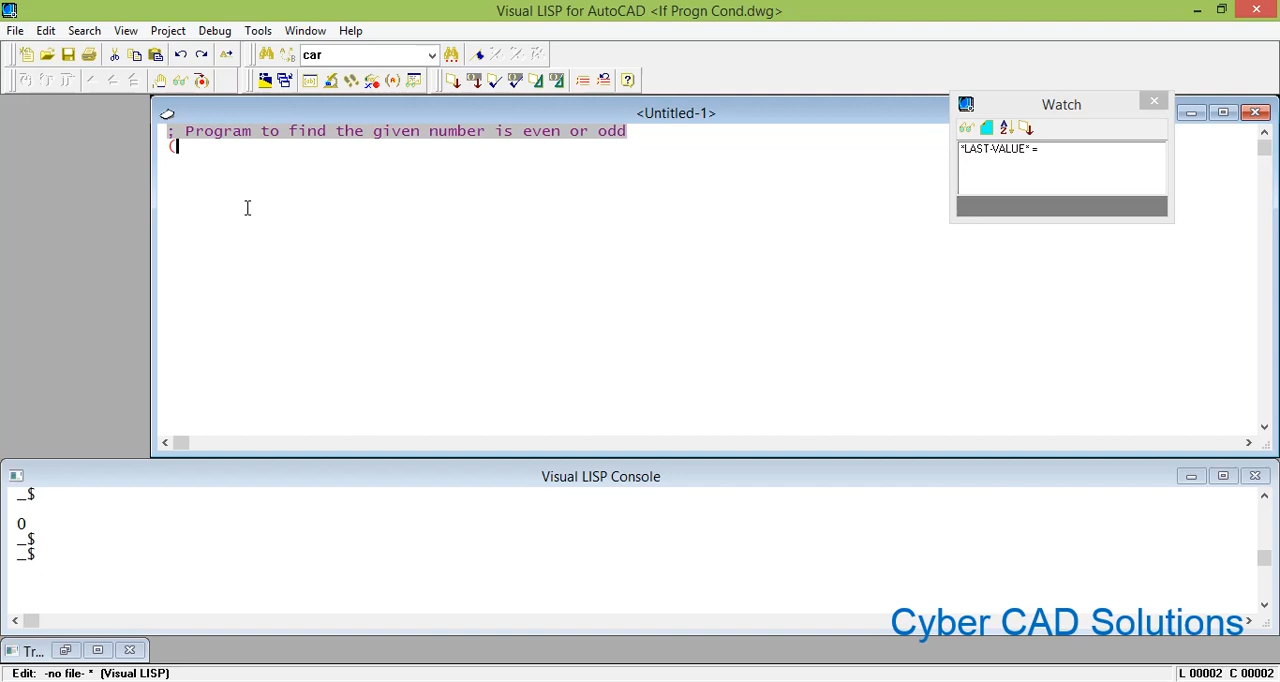 Visual LISP for AutoCAD <If Progn Cond.dwg>
File Edit Search View Project Debug Tools Window Help
car
<Untitled-1>
; Program to find the given number is even or odd
(
Watch
*LAST-VALUE* =
Visual LISP Console
_$
0
_$
_$
Cyber CAD Solutions
Tr...
Edit: -no file- * (Visual LISP)
L 00002 C 00002